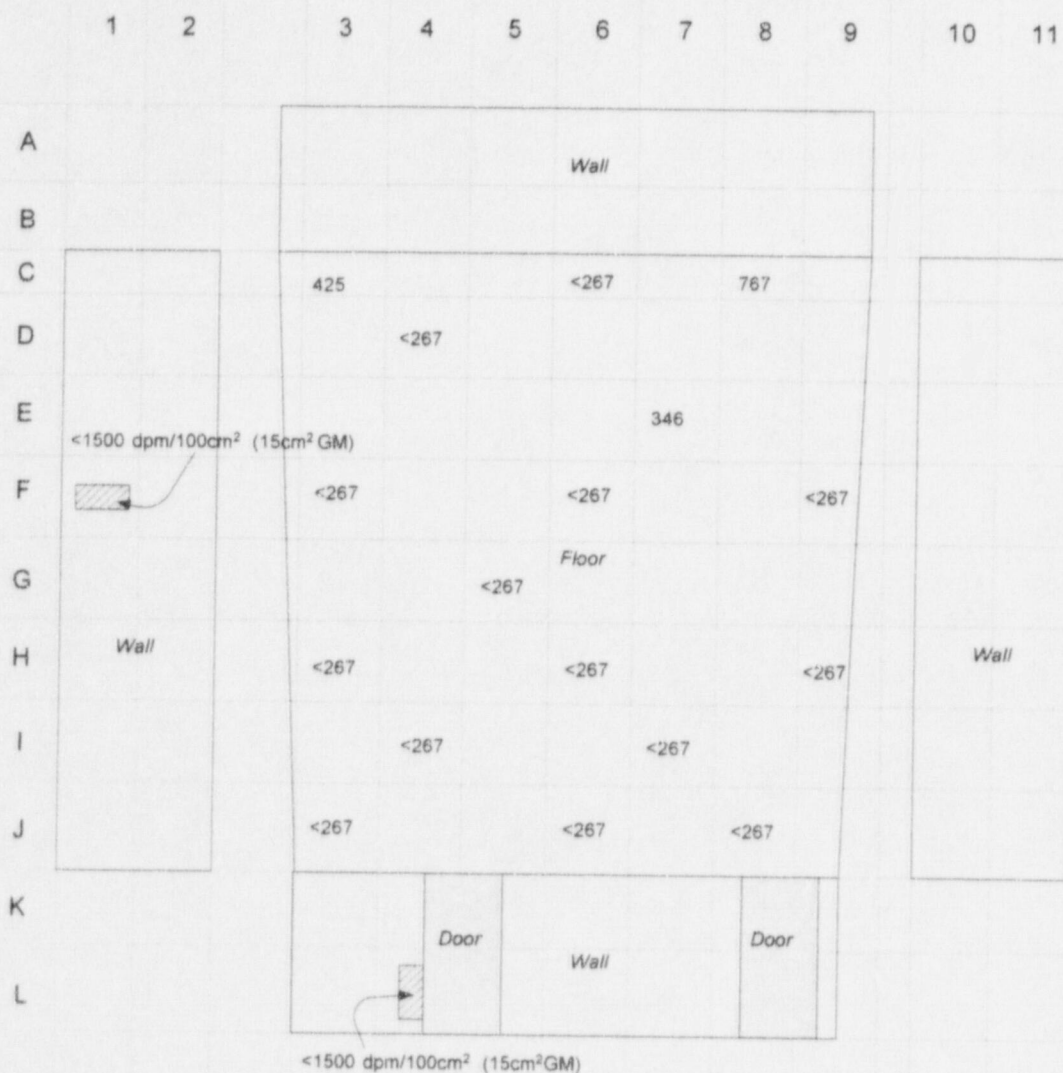 1 2 3 4 5 6 7 8 9 10 11
A
Wall
B
C 425 <267 767
D <267
E 346
<1500 dpm/100cm² (15cm² GM)
F <267 <267 <267
Floor
G <267
H Wall <267 <267 <267 Wall
I <267 <267
J <267 <267 <267
K
Door Wall Door
L
<1500 dpm/100cm² (15cm²GM)